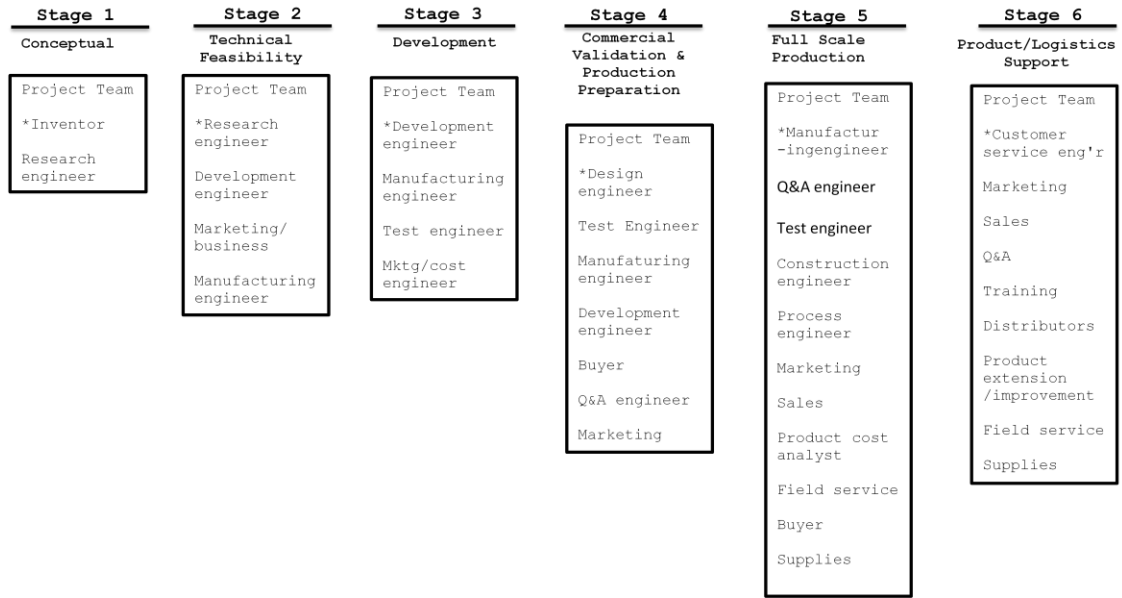 Stage 1
Conceptual
Project Team
*Inventor
Research
engineer
Stage 2
Technical
Feasibility
Project Team
*Research
engineer
Development
engineer
Marketing/
business
Manufacturing
engineer
Stage 3
Development
Project Team
*Development
engineer
Manufacturing
engineer
Test engineer
Mktg/cost
engineer
Stage 4
Commercial
Validation &
Production
Preparation
Project Team
*Design
engineer
Test Engineer
Manufaturing
engineer
Development
engineer
Buyer
Q&A engineer
Marketing
Stage 5
Full Scale
Production
Project Team
*Manufactur
-ingengineer
Q&A engineer
Test engineer
Construction
engineer
Process
engineer
Marketing
Sales
Product cost
analyst
Field service
Buyer
Supplies
Stage 6
Product/Logistics
Support
Project Team
*Customer
service eng'r
Marketing
Sales
Q&A
Training
Distributors
Product
extension
/improvement
Field service
Supplies